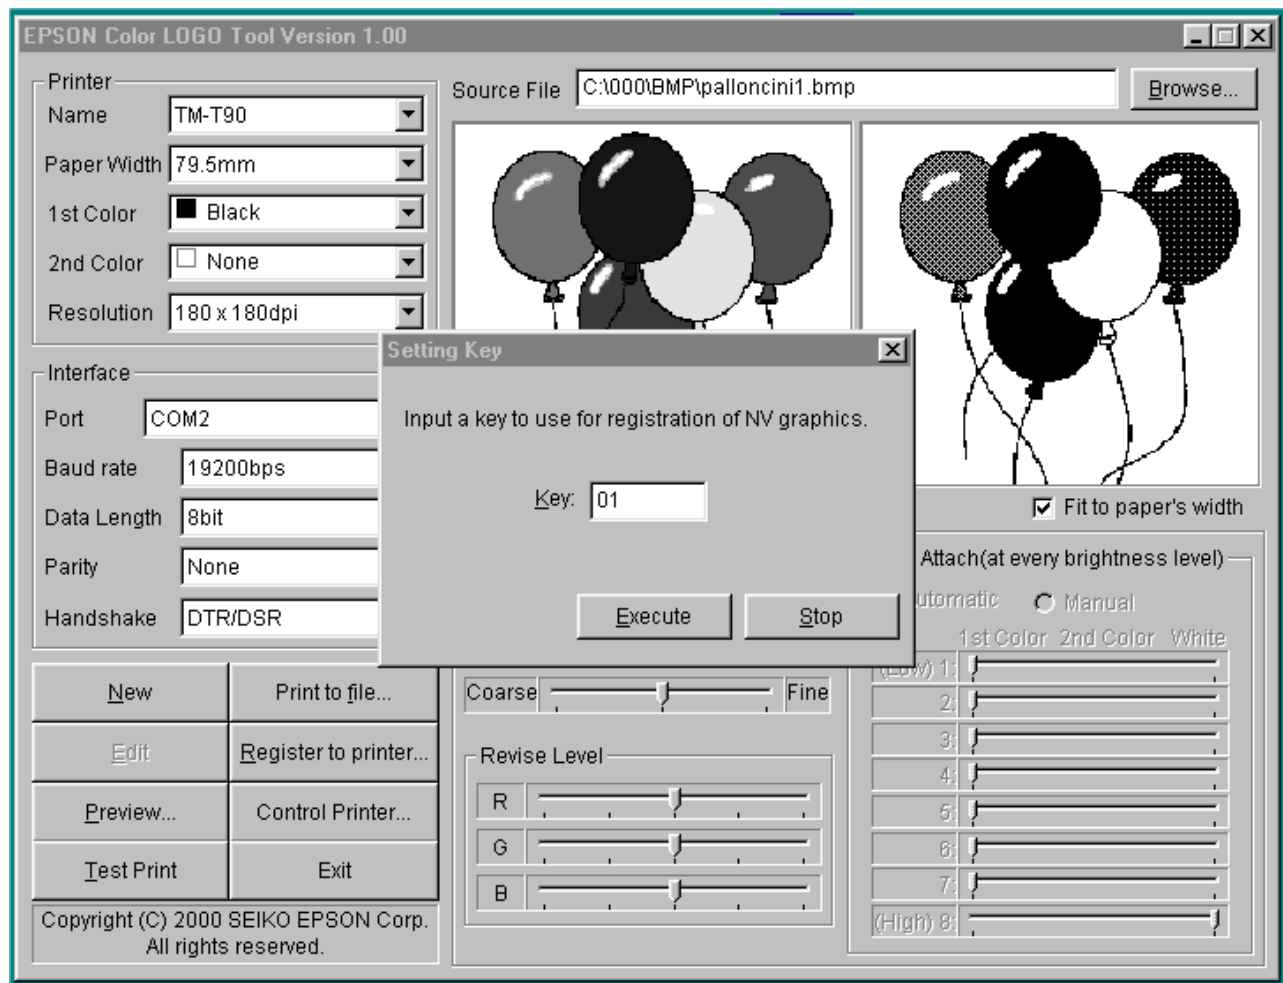 EPSON Color LOGO Tool Version 1.00
Printer
Name TM-T90
Paper Width 79.5mm
1st Color Black
2nd Color None
Resolution 180 x 180dpi
Source File C:\000\BMP\palloncini1.bmp Browse...
Interface
Port COM2
Baud rate 19200bps
Data Length 8bit
Parity None
Handshake DTR/DSR
Setting Key
Input a key to use for registration of NV graphics.
Key: 01
Execute Stop
Fit to paper's width
Attach(at every brightness level)
Manual
1st Color 2nd Color White
(Low) 1:
2:
3:
4:
5:
6:
7:
(High) 8:
Coarse Fine
Revise Level
R
G
B
New Print to file...
Edit Register to printer...
Preview... Control Printer...
Test Print Exit
Copyright (C) 2000 SEIKO EPSON Corp.
All rights reserved.